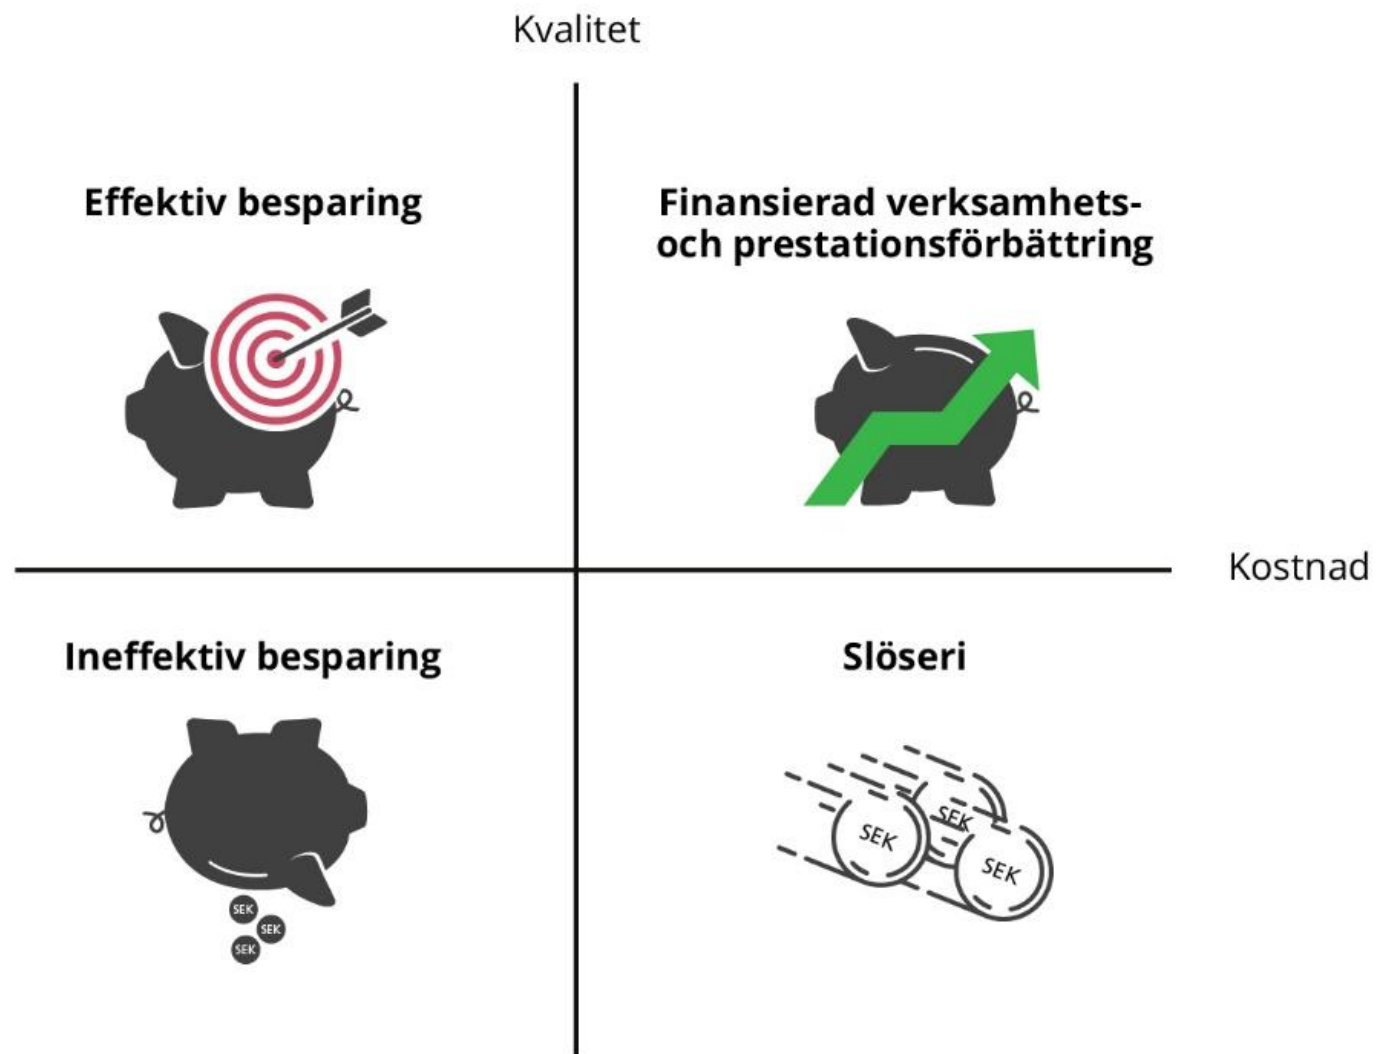 Kvalitet
Effektiv besparing
Finansierad verksamhets-
och prestationsförbättring
Kostnad
Ineffektiv besparing
Slöseri
SEK
SEK
SEK
SEK
SEK
SEK